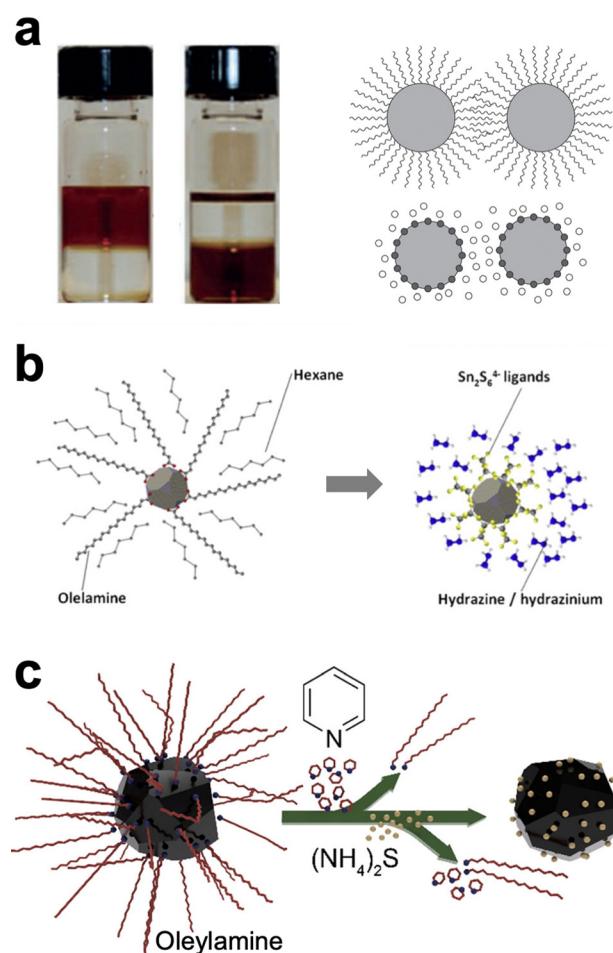 a
b
Hexane
Sn₂S₆⁴⁻ ligands
Olelamine
Hydrazine / hydrazinium
c
N
(NH₄)₂S
Oleylamine